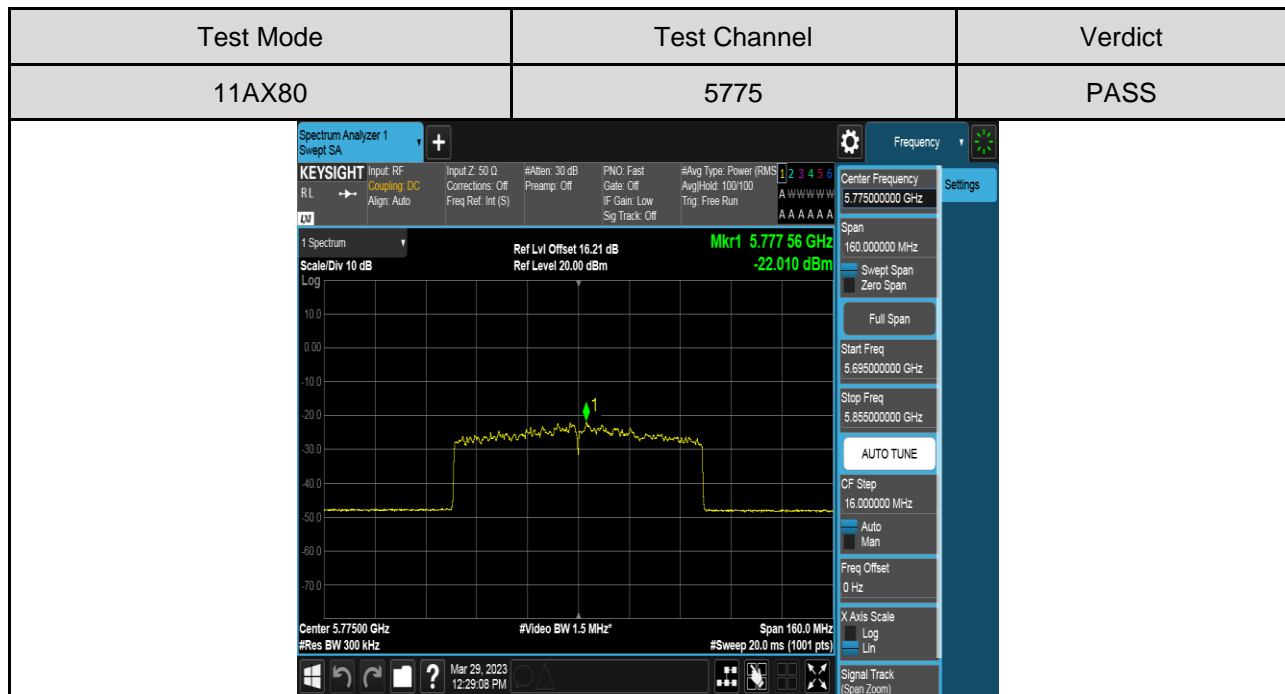 Test Mode Test Channel Verdict
11AX80 5775 PASS
Spectrum Analyzer 1
Swept SA
+
Frequency
KEYSIGHT
RL
LXI
Input: RF
Coupling: DC
Align: Auto
Input Z: 50 Ω
Corrections: Off
Freq Ref: Int (S)
#Atten: 30 dB
Preamp: Off
PNO: Fast
Gate: Off
IF Gain: Low
Sig Track: Off
#Avg Type: Power (RMS
Avg|Hold: 100/100
Trig: Free Run
1 2 3 4 5 6
A W W W W W
A A A A A A
1 Spectrum
Scale/Div 10 dB
Log
Ref Lvl Offset 16.21 dB
Ref Level 20.00 dBm
Mkr1 5.777 56 GHz
-22.010 dBm
10.0
0.00
-10.0
-20.0
-30.0
-40.0
-50.0
-60.0
-70.0
1
Center 5.77500 GHz
#Res BW 300 kHz
#Video BW 1.5 MHz*
Span 160.0 MHz
#Sweep 20.0 ms (1001 pts)
?
Mar 29, 2023
12:29:08 PM
Center Frequency
5.775000000 GHz
Settings
Span
160.000000 MHz
Swept Span
Zero Span
Full Span
Start Freq
5.695000000 GHz
Stop Freq
5.855000000 GHz
AUTO TUNE
CF Step
16.000000 MHz
Auto
Man
Freq Offset
0 Hz
X Axis Scale
Log
Lin
Signal Track
(Span Zoom)